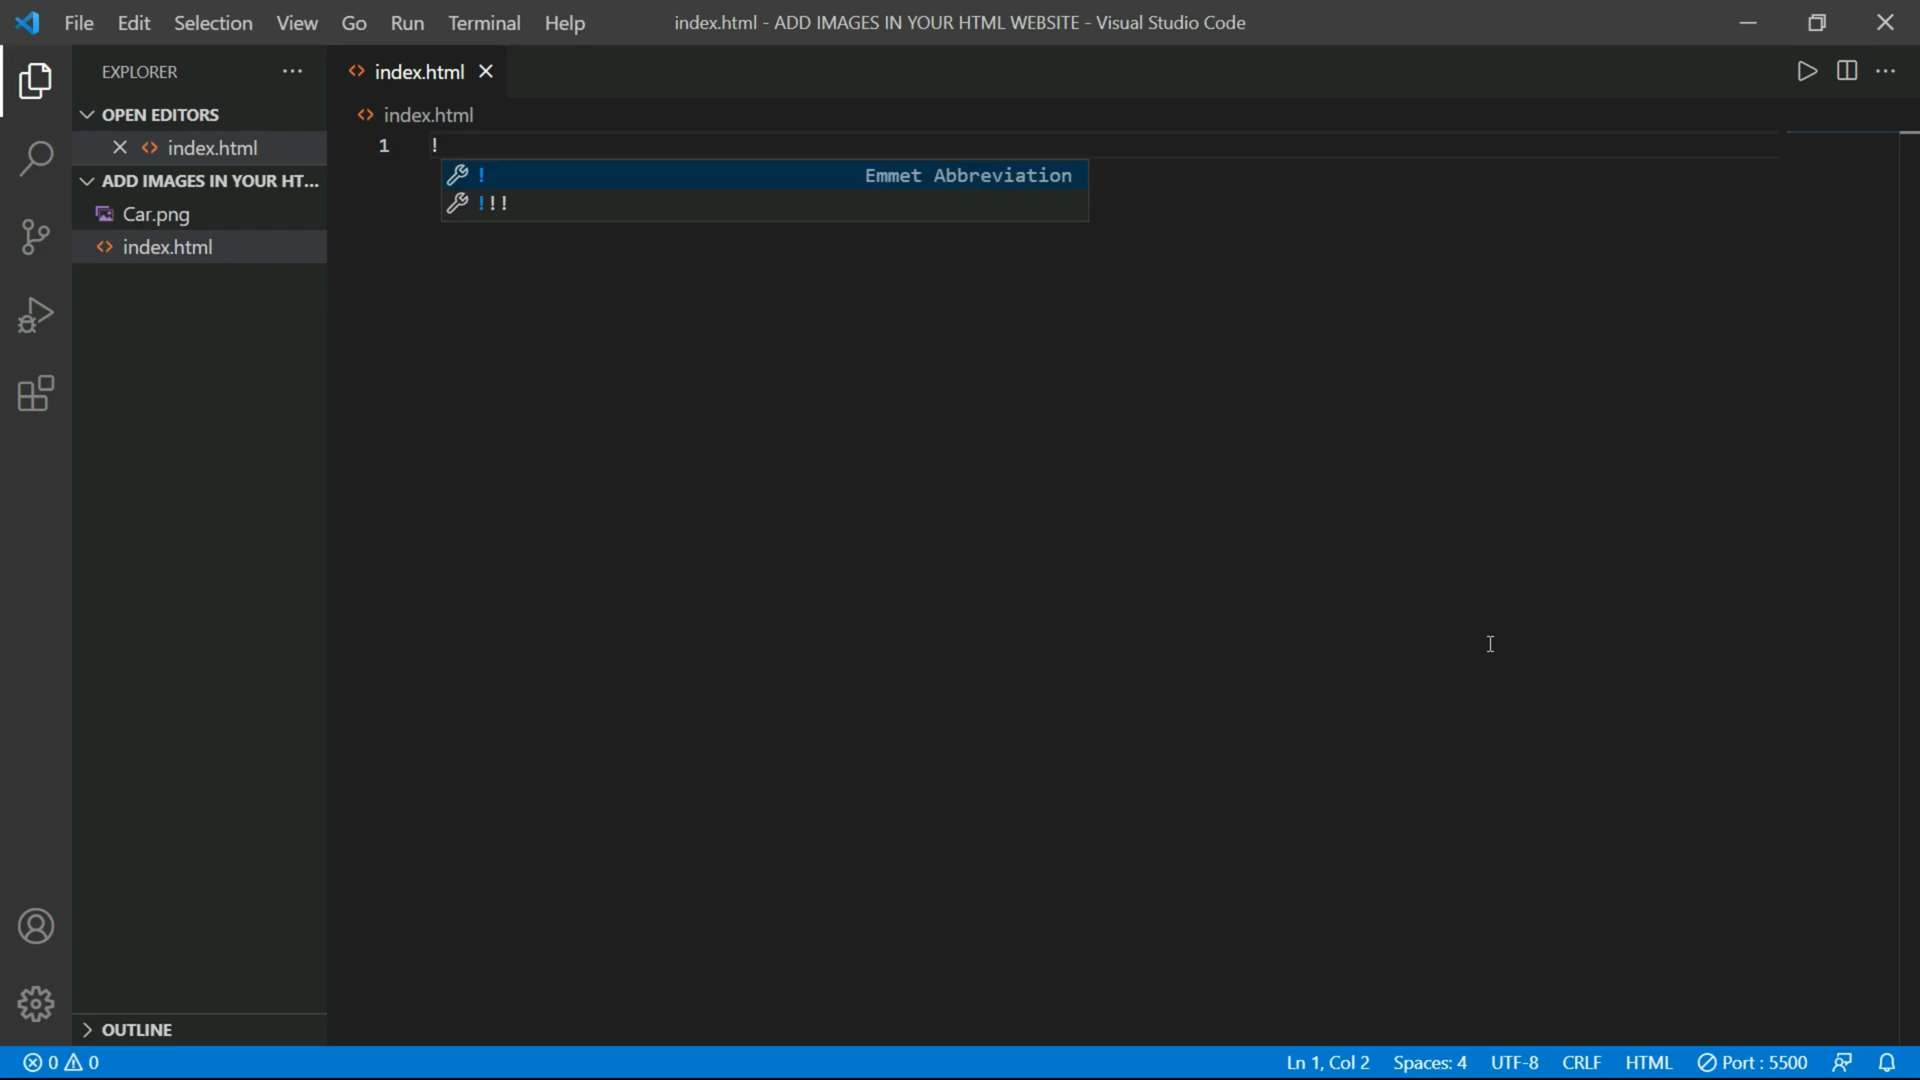 File Edit Selection View Go Run Terminal Help index.html - ADD IMAGES IN YOUR HTML WEBSITE - Visual Studio Code
EXPLORER ···
index.html
OPEN EDITORS
index.html
index.html
1 !
ADD IMAGES IN YOUR HT...
! Emmet Abbreviation
!!!
Car.png
index.html
OUTLINE
0 0 Ln 1, Col 2 Spaces: 4 UTF-8 CRLF HTML Port : 5500